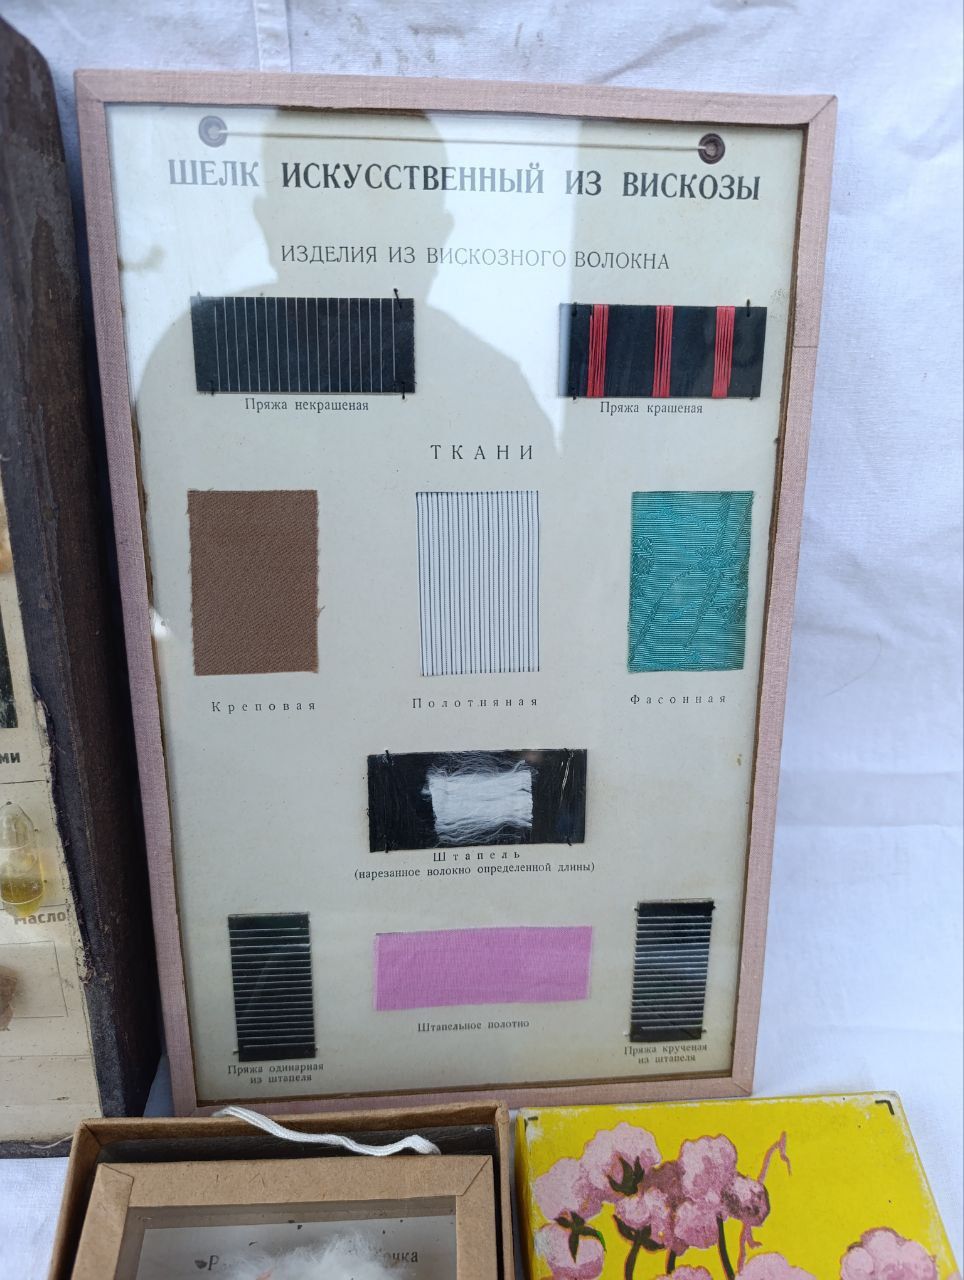 ШЕЛК ИСКУССТВЕННЫЙ ИЗ ВИСКОЗЫ
ИЗДЕЛИЯ ИЗ ВИСКОЗНОГО ВОЛОКНА
Пряжа некрашеная
Пряжа крашеная
ТКАНИ
Креповая
Полотняная
Фасонная
Штапель
(нарезанное волокно определенной длины)
Штапельное полотно
Пряжа одинарная
из штапеля
Пряжа крученая
из штапеля
ми
Масло